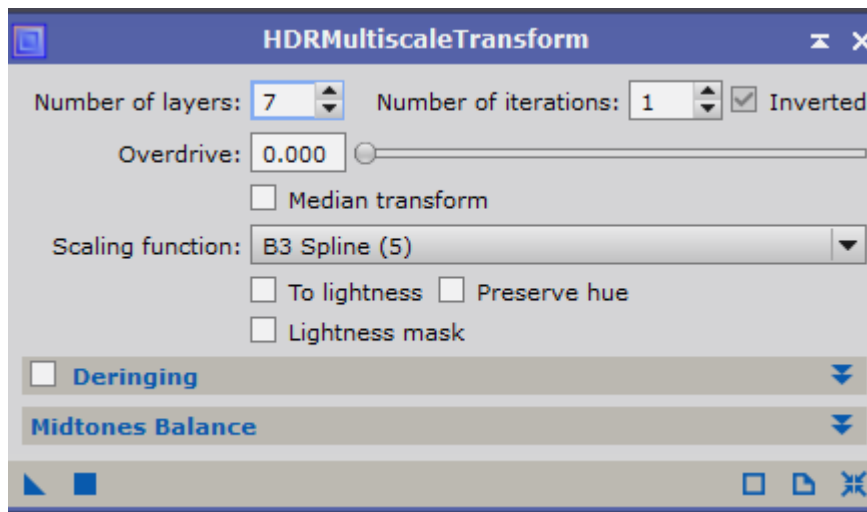 HDRMultiscaleTransform
Number of layers: 7 Number of iterations: 1 Inverted
Overdrive: 0.000
Median transform
Scaling function: B3 Spline (5)
To lightness Preserve hue
Lightness mask
Deringing
Midtones Balance